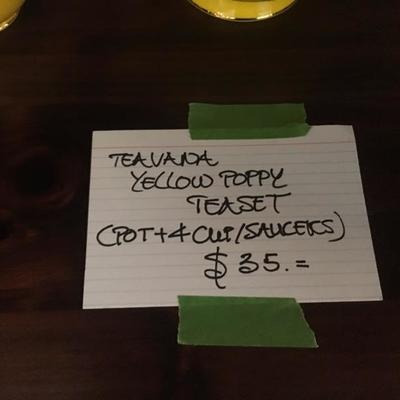 TEAVANA
YELLOW POPPY
TEASET
(POT+4 CUP/SAUCERS)
$35.=